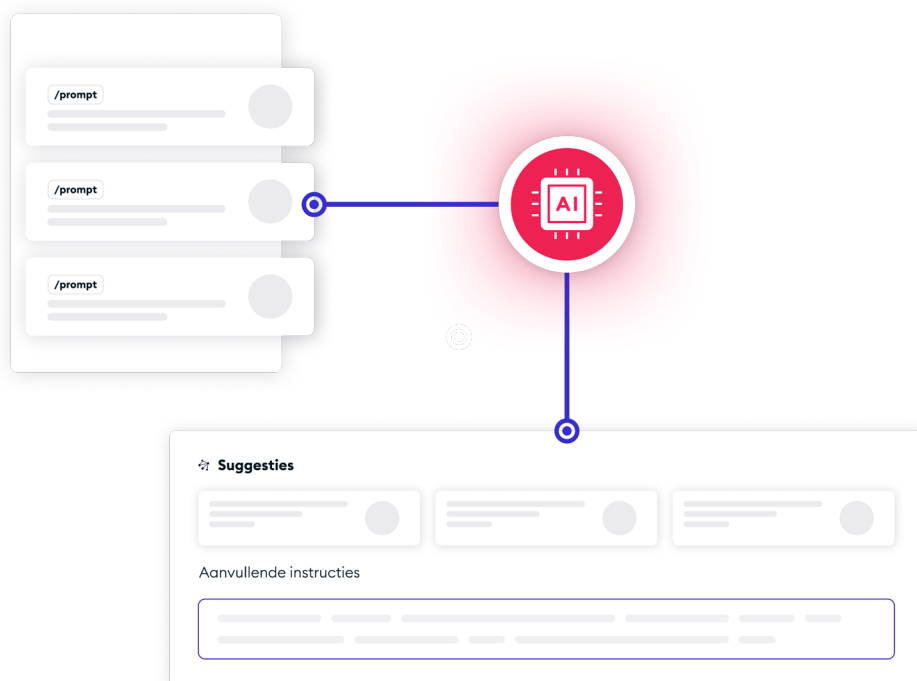 /prompt
/prompt
/prompt
AI
Suggesties
Aanvullende instructies